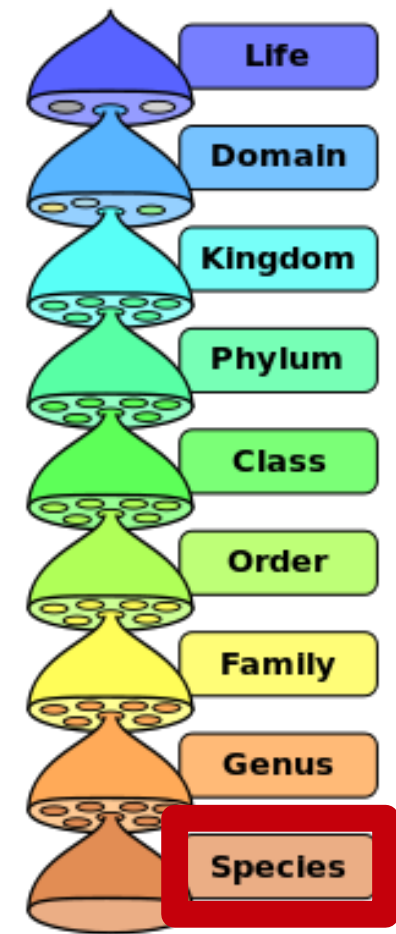 Life
Domain
Kingdom
Phylum
Class
Order
Family
Genus
Species